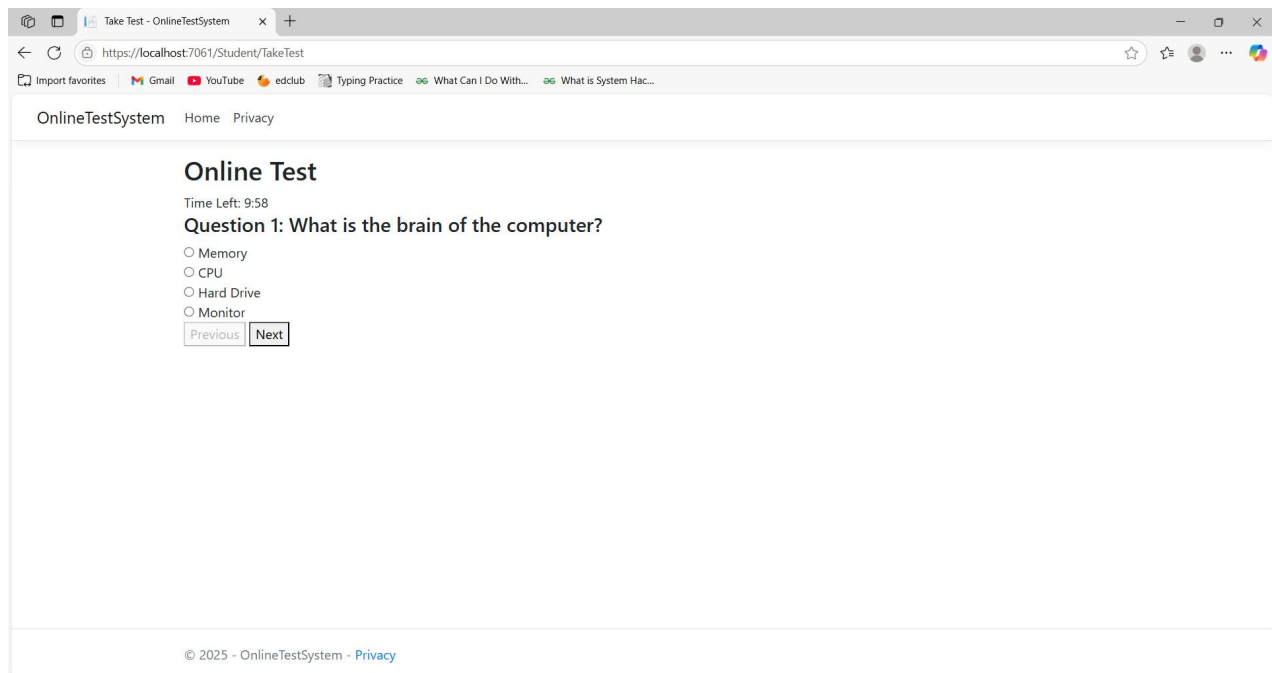 Take Test - OnlineTestSystem
https://localhost:7061/Student/TakeTest
Import favorites Gmail YouTube edclub Typing Practice What Can I Do With... What is System Hac...
OnlineTestSystem Home Privacy
Online Test
Time Left: 9:58
Question 1: What is the brain of the computer?
Memory
CPU
Hard Drive
Monitor
Previous Next
© 2025 - OnlineTestSystem - Privacy